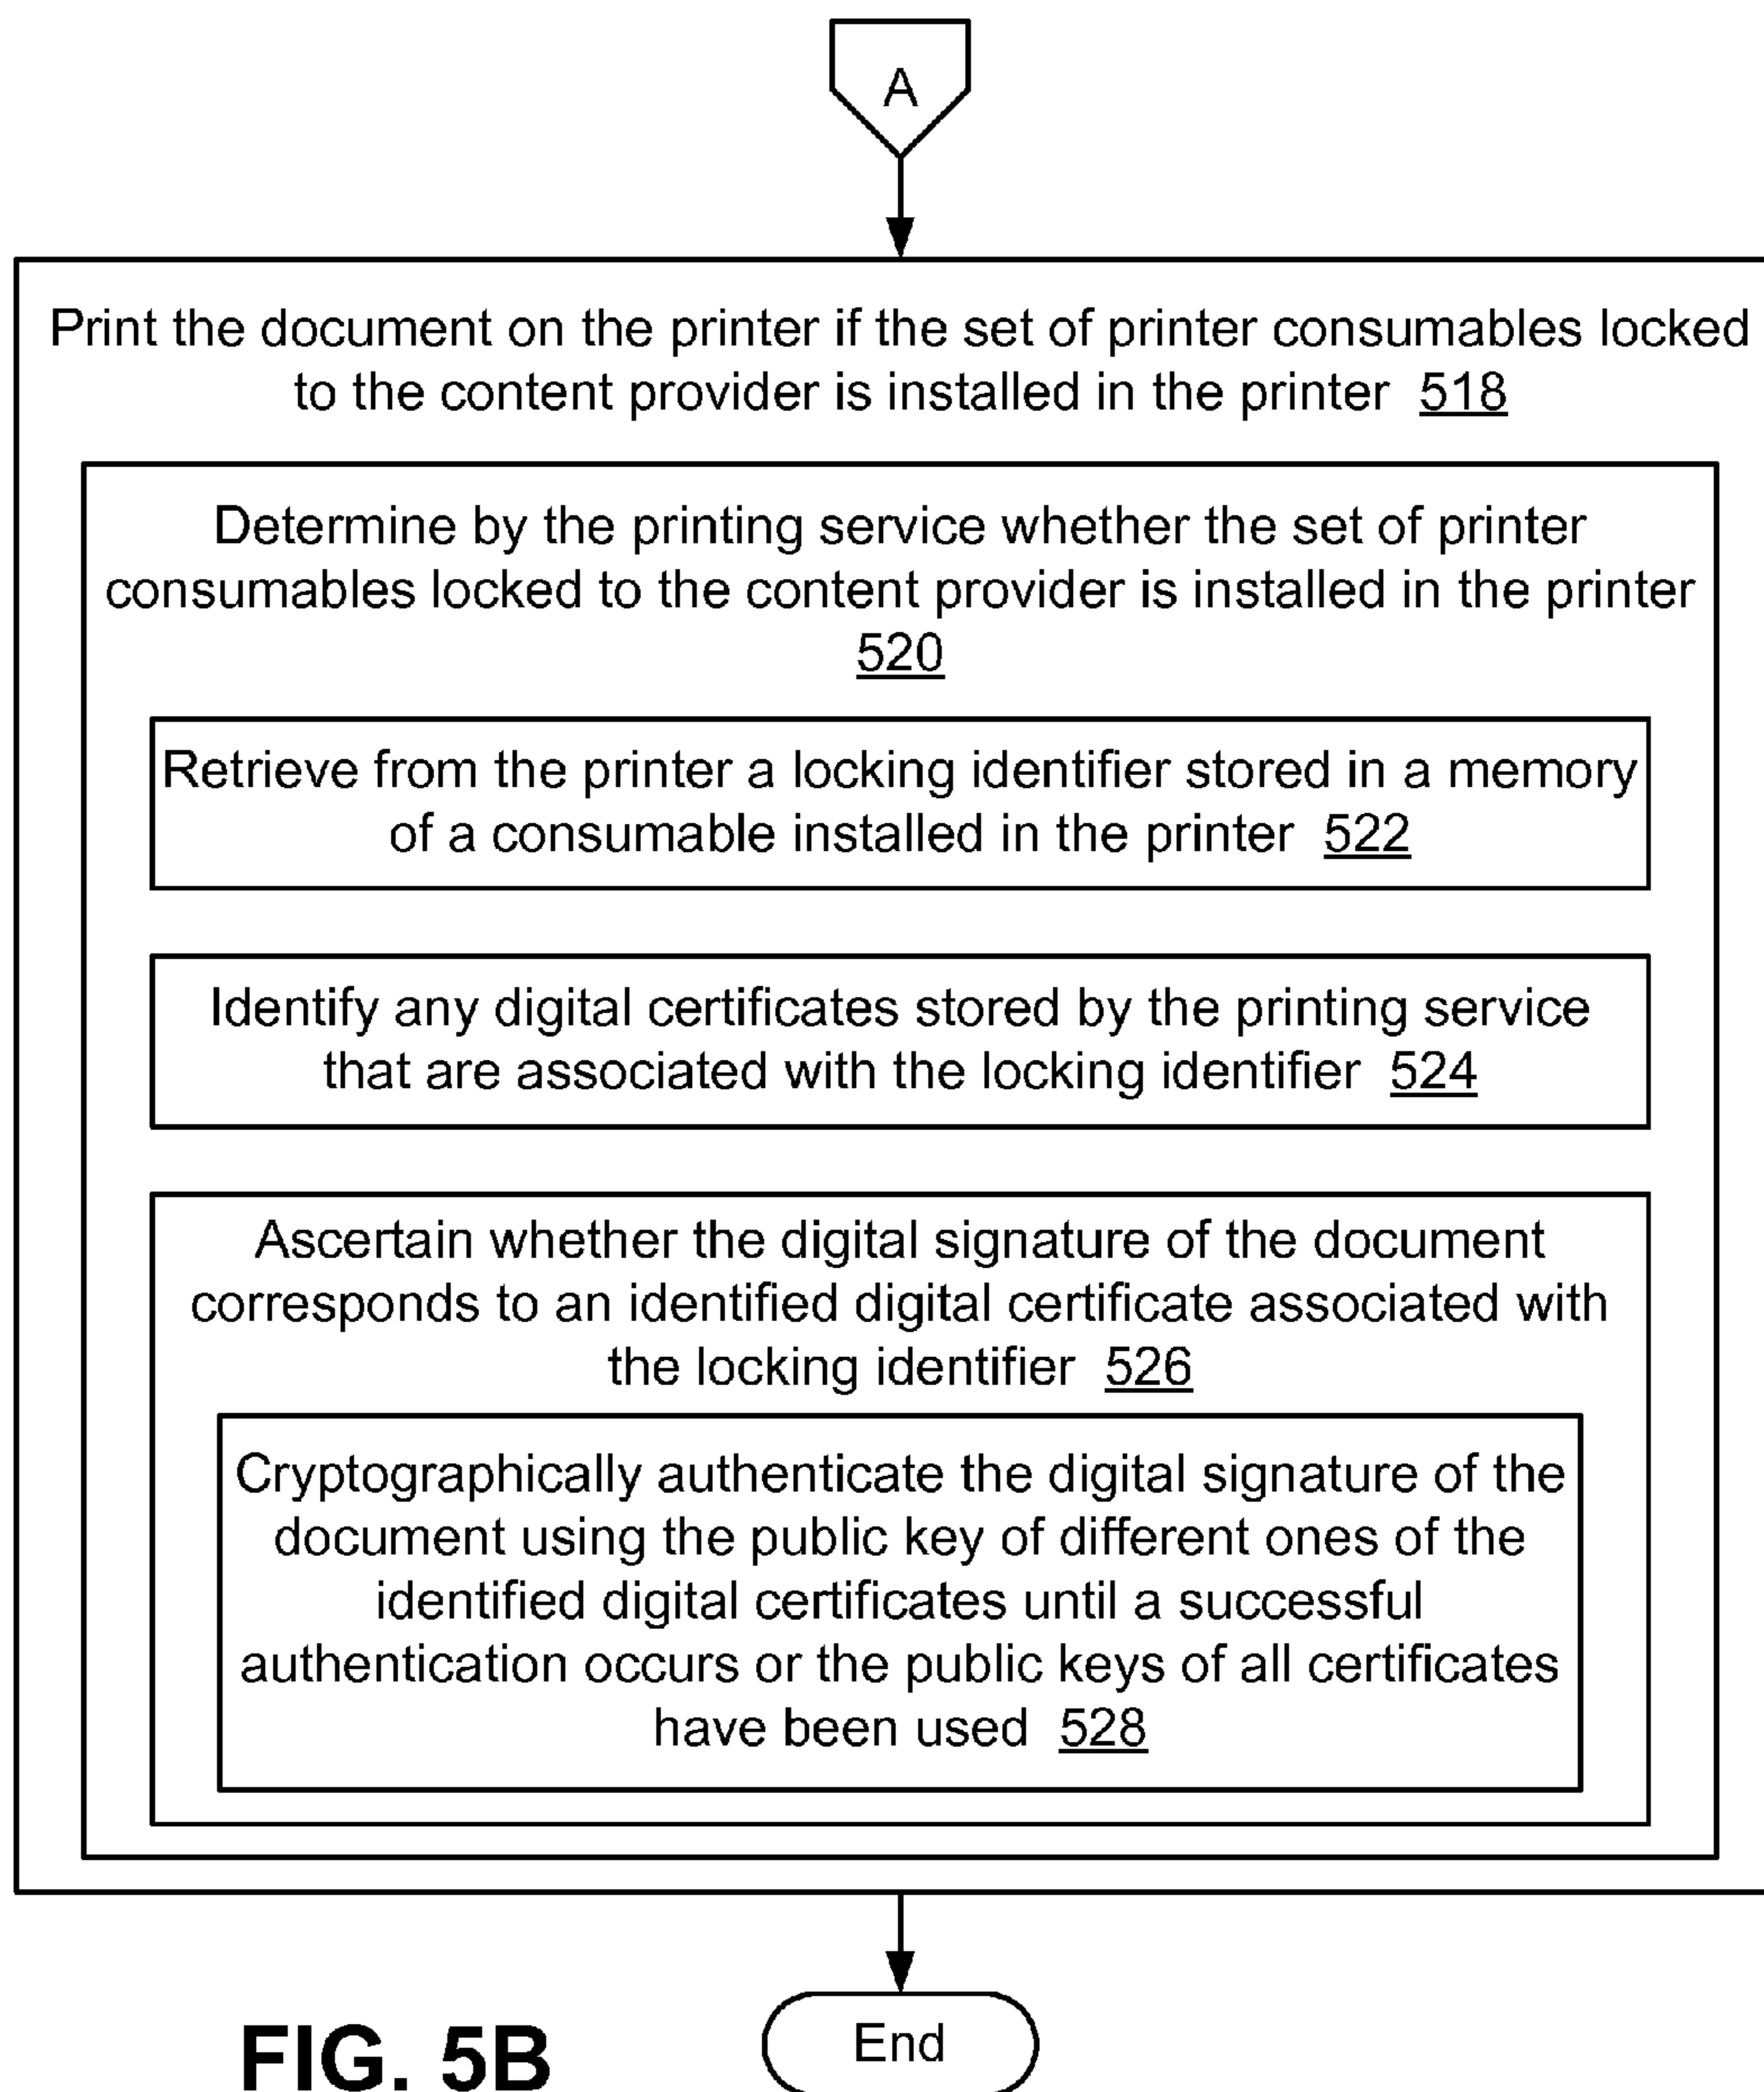 A
Print the document on the printer if the set of printer consumables locked
to the content provider is installed in the printer 518
Determine by the printing service whether the set of printer
consumables locked to the content provider is installed in the printer
520
Retrieve from the printer a locking identifier stored in a memory
of a consumable installed in the printer 522
Identify any digital certificates stored by the printing service
that are associated with the locking identifier 524
Ascertain whether the digital signature of the document
corresponds to an identified digital certificate associated with
the locking identifier 526
Cryptographically authenticate the digital signature of the
document using the public key of different ones of the
identified digital certificates until a successful
authentication occurs or the public keys of all certificates
have been used 528
End
FIG. 5B